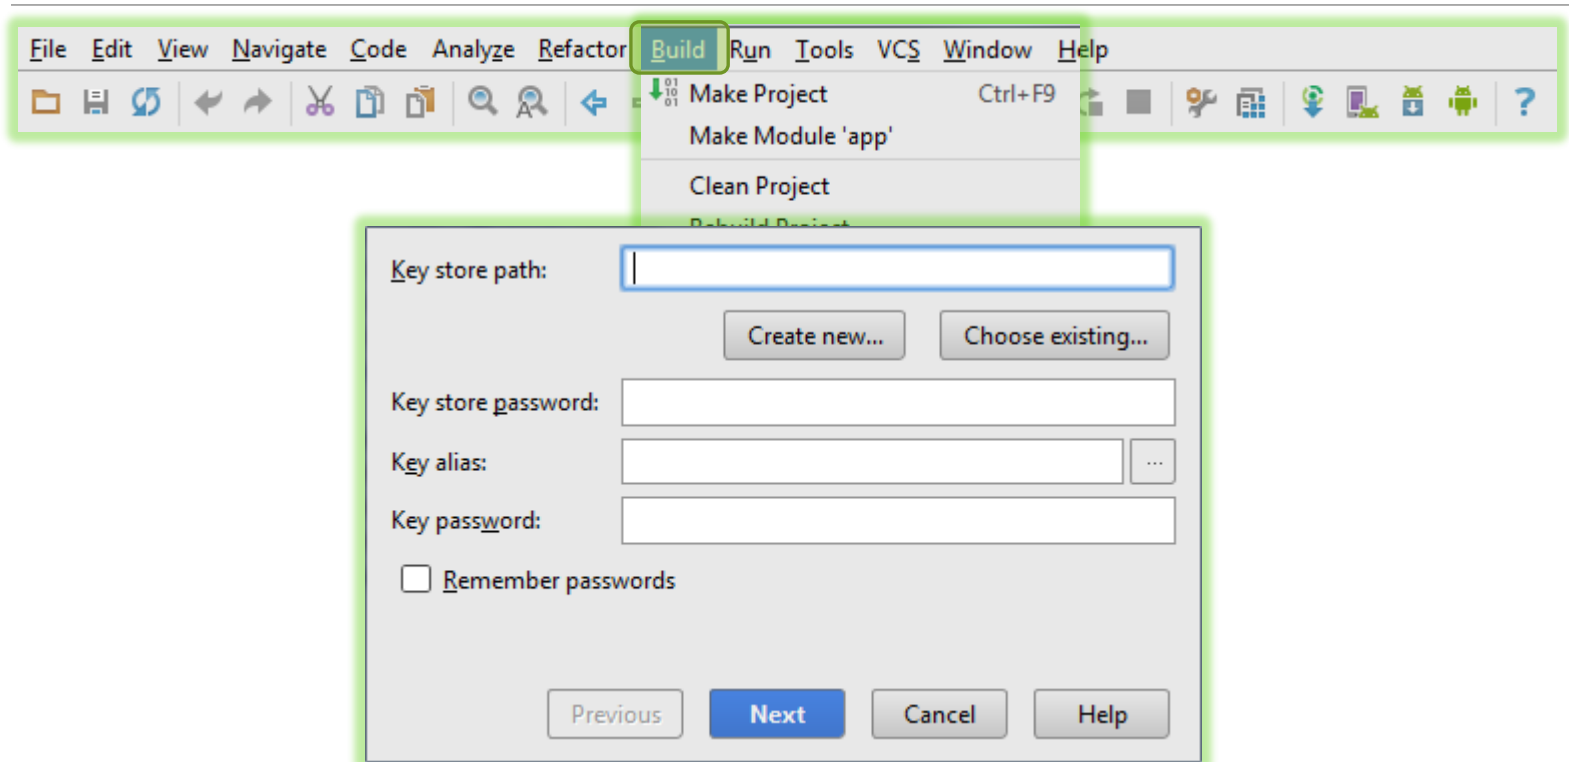 File Edit View Navigate Code Analyze Refactor Build Run Tools VCS Window Help
Make Project Ctrl+F9
Make Module 'app'
Clean Project
Rebuild Project
Key store path:
Create new... Choose existing...
Key store password:
Key alias: ...
Key password:
Remember passwords
Previous Next Cancel Help